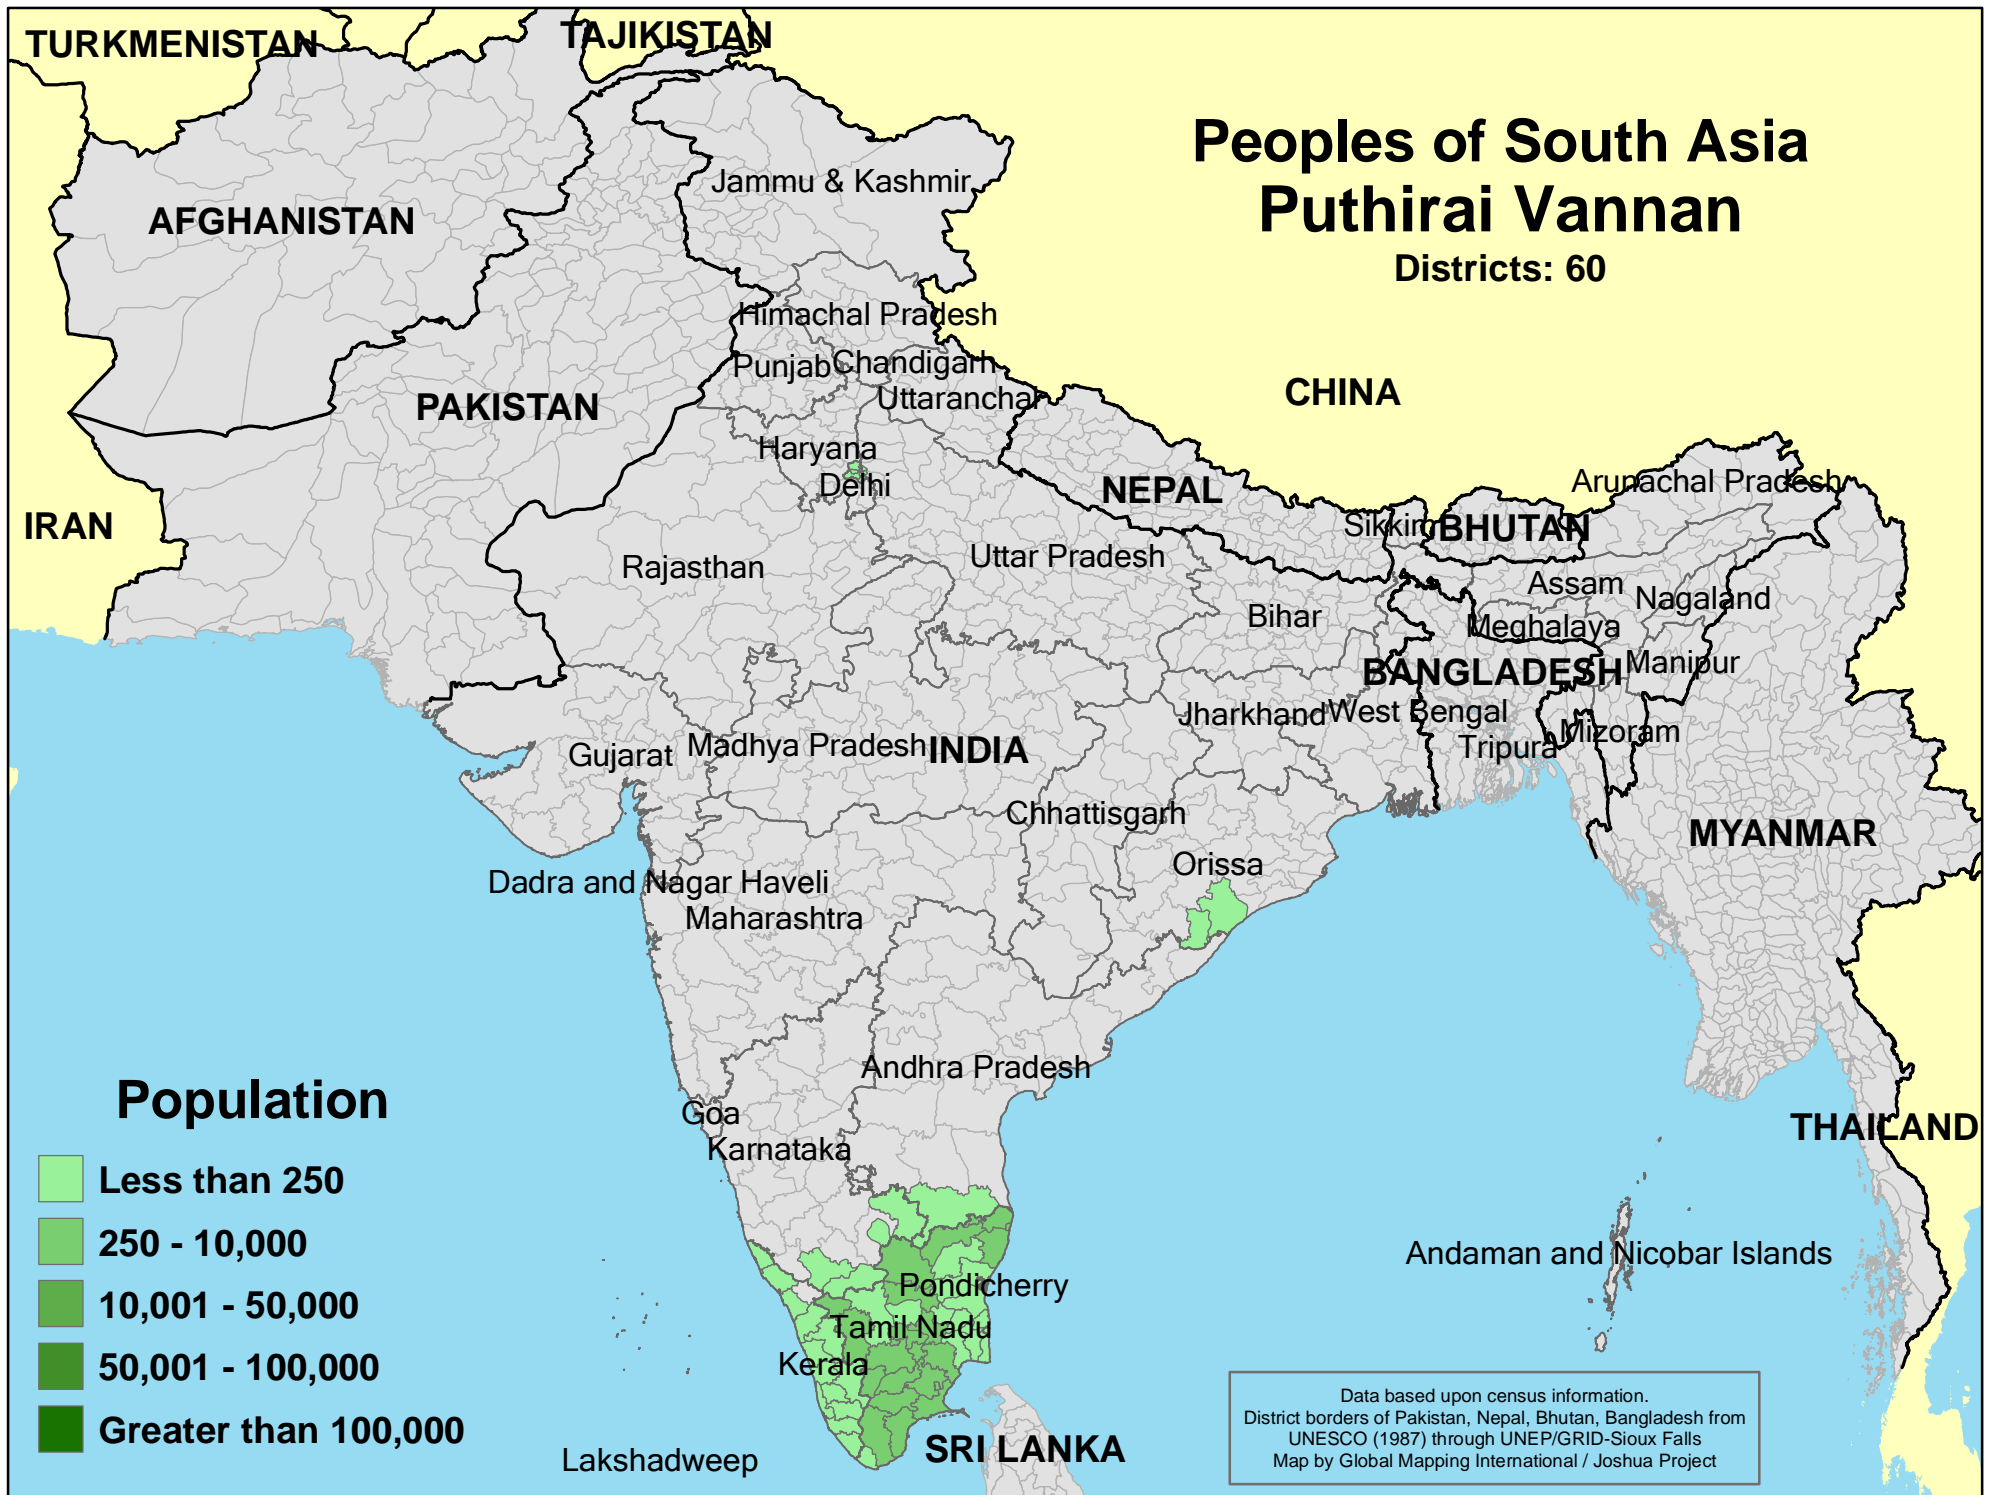 TURKMENISTAN
TAJIKISTAN
Peoples of South Asia
Puthirai Vannan
Districts: 60
Jammu & Kashmir
AFGHANISTAN
Himachal Pradesh
Punjab
Chandigarh
Uttaranchal
CHINA
PAKISTAN
Haryana
Delhi
NEPAL
Arunachal Pradesh
IRAN
Sikkim
BHUTAN
Rajasthan
Uttar Pradesh
Assam
Nagaland
Bihar
Meghalaya
BANGLADESH
Manipur
Jharkhand
West Bengal
Mizoram
Tripura
Gujarat
Madhya Pradesh
INDIA
Chhattisgarh
MYANMAR
Orissa
Dadra and Nagar Haveli
Maharashtra
Andhra Pradesh
Goa
Karnataka
THAILAND
Population
Less than 250
250 - 10,000
10,001 - 50,000
50,001 - 100,000
Greater than 100,000
Andaman and Nicobar Islands
Pondicherry
Tamil Nadu
Kerala
Lakshadweep
SRI LANKA
Data based upon census information.
District borders of Pakistan, Nepal, Bhutan, Bangladesh from
UNESCO (1987) through UNEP/GRID-Sioux Falls
Map by Global Mapping International / Joshua Project